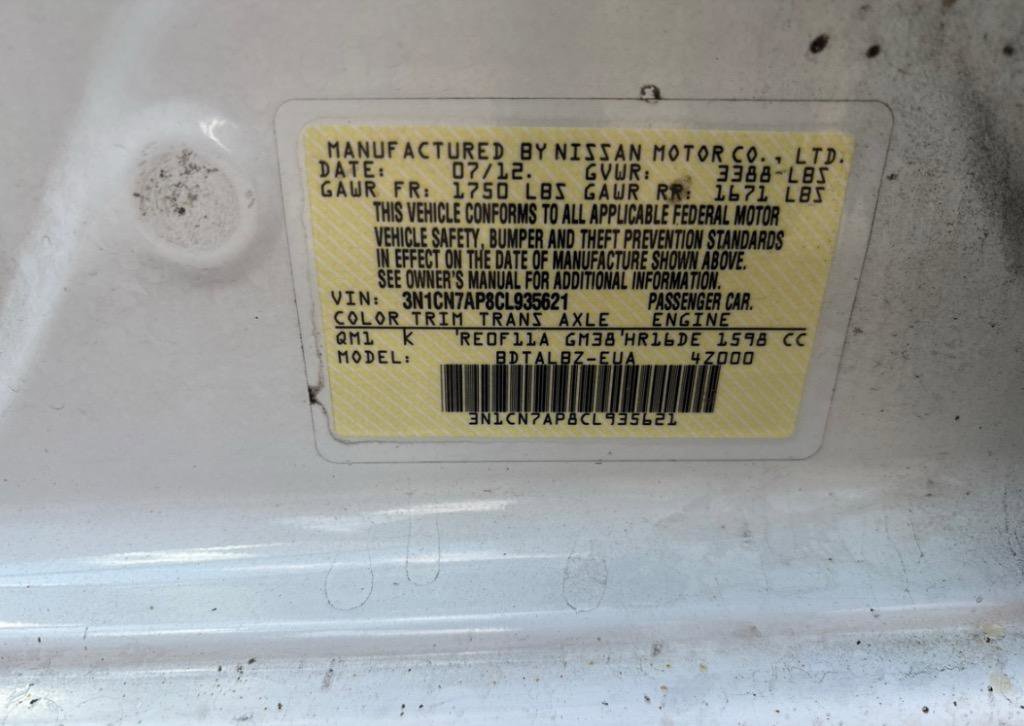 MANUFACTURED BY NISSAN MOTOR CO., LTD.
DATE: 07/12. GVWR: 3388 LBS
GAWR FR: 1750 LBS GAWR RR: 1671 LBS
THIS VEHICLE CONFORMS TO ALL APPLICABLE FEDERAL MOTOR
VEHICLE SAFETY, BUMPER AND THEFT PREVENTION STANDARDS
IN EFFECT ON THE DATE OF MANUFACTURE SHOWN ABOVE.
SEE OWNER'S MANUAL FOR ADDITIONAL INFORMATION.
VIN: 3N1CN7AP8CL935621 PASSENGER CAR.
COLOR TRIM TRANS AXLE ENGINE
QM1 K 'RE0F11A GM38'HR16DE 1598 CC
MODEL: BDTALBZ-EUA 4Z000
3N1CN7AP8CL935621